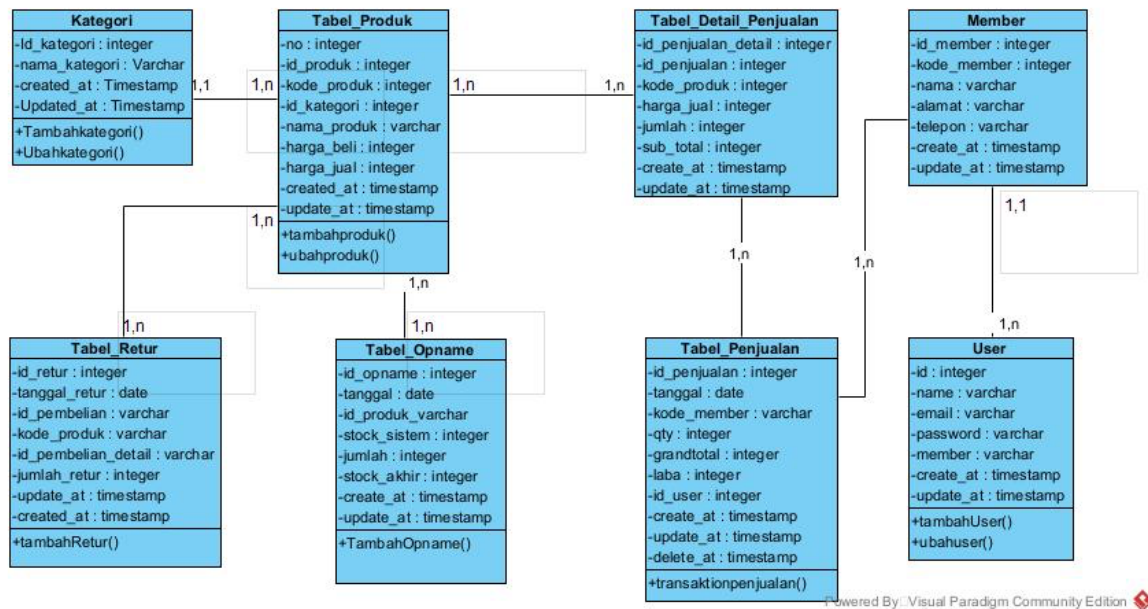 Kategori
-Id_kategori : integer
-nama_kategori : Varchar
-created_at : Timestamp
-Updated_at : Timestamp
+Tambahkategori()
+Ubahkategori()
1,1
1,n
Tabel_Produk
-no : integer
-id_produk : integer
-kode_produk : integer
-id_kategori : integer
-nama_produk : varchar
-harga_beli : integer
-harga_jual : integer
-created_at : timestamp
-update_at : timestamp
+tambahproduk()
+ubahproduk()
1,n
1,n
Tabel_Detail_Penjualan
-id_penjualan_detail : integer
-id_penjualan : integer
-kode_produk : integer
-harga_jual : integer
-jumlah : integer
-sub_total : integer
-create_at : timestamp
-update_at : timestamp
Member
-id_member : integer
-kode_member : integer
-nama : varchar
-alamat : varchar
-telepon : varchar
-create_at : timestamp
-update_at : timestamp
1,n
1,n
1,n
1,n
1,n
1,n
1,1
1,n
Tabel_Retur
-id_retur : integer
-tanggal_retur : date
-id_pembelian : varchar
-kode_produk : varchar
-id_pembelian_detail : varchar
-jumlah_retur : integer
-update_at : timestamp
-created_at : timestamp
+tambahRetur()
Tabel_Opname
-id_opname : integer
-tanggal : date
-id_produk_varchar
-stock_sistem : integer
-jumlah : integer
-stock_akhir : integer
-create_at : timestamp
-update_at : timestamp
+TambahOpname()
Tabel_Penjualan
-id_penjualan : integer
-tanggal : date
-kode_member : varchar
-qty : integer
-grandtotal : integer
-laba : integer
-id_user : integer
-create_at : timestamp
-update_at : timestamp
-delete_at : timestamp
+transaktionpenjualan()
User
-id : integer
-name : varchar
-email : varchar
-password : varchar
-member : varchar
-create_at : timestamp
-update_at : timestamp
+tambahUser()
+ubahuser()
Powered By Visual Paradigm Community Edition